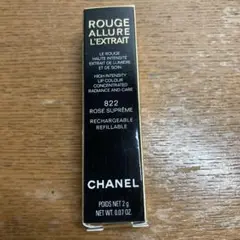 ROUGE
ALLURE
L'EXTRAIT
LE ROUGE
HAUTE INTENSITÉ
EXTRAIT DE LUMIÈRE
ET DE SOIN
HIGH-INTENSITY
LIP COLOUR
CONCENTRATED
RADIANCE AND CARE
822
ROSE SUPRÊME
RECHARGEABLE
REFILLABLE
CHANEL
POIDS NET 2 g
NET WT. 0.07 OZ.